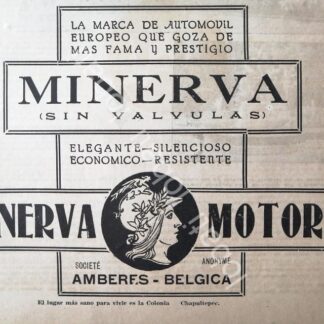 LA MARCA DE AUTOMOVIL
EUROPEO QUE GOZA DE
MAS FAMA Y PRESTIGIO
MINERVA
(SIN VALVULAS)
ELEGANTE-SILENCIOSO
ECONOMICO-RESISTENTE
NERVA MOTOR
SOCIETÉ ANONYME
AMBERES - BELGICA
El lugar más sano para vivir es la Colonia Chapultepec.